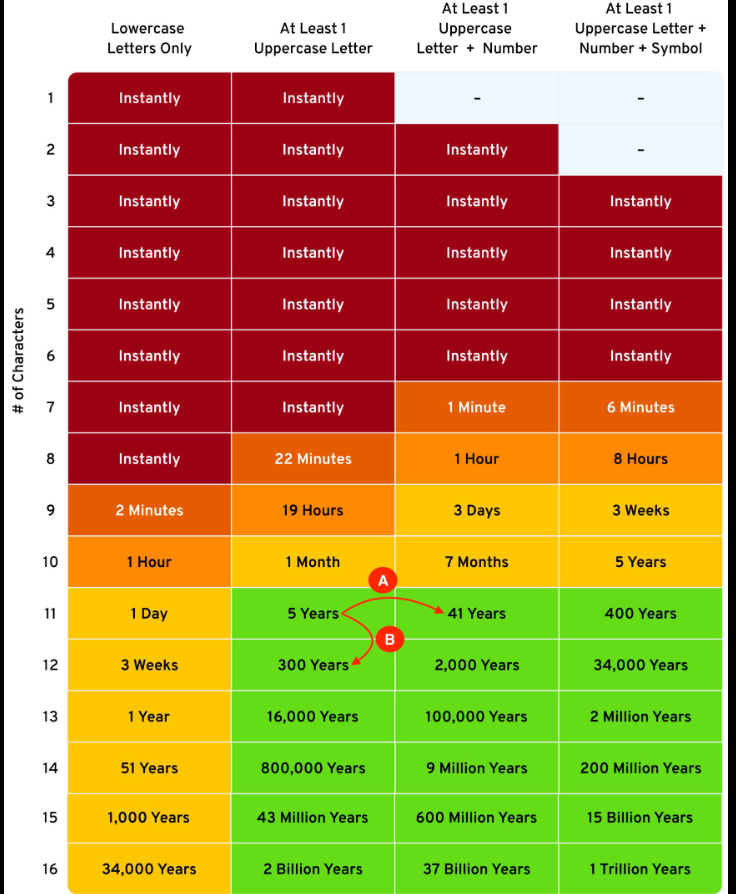 Lowercase
Letters Only
At Least 1
Uppercase Letter
At Least 1
Uppercase
Letter + Number
At Least 1
Uppercase Letter +
Number + Symbol
# of Characters
1 Instantly Instantly - -
2 Instantly Instantly Instantly -
3 Instantly Instantly Instantly Instantly
4 Instantly Instantly Instantly Instantly
5 Instantly Instantly Instantly Instantly
6 Instantly Instantly Instantly Instantly
7 Instantly Instantly 1 Minute 6 Minutes
8 Instantly 22 Minutes 1 Hour 8 Hours
9 2 Minutes 19 Hours 3 Days 3 Weeks
10 1 Hour 1 Month 7 Months 5 Years
A
11 1 Day 5 Years 41 Years 400 Years
B
12 3 Weeks 300 Years 2,000 Years 34,000 Years
13 1 Year 16,000 Years 100,000 Years 2 Million Years
14 51 Years 800,000 Years 9 Million Years 200 Million Years
15 1,000 Years 43 Million Years 600 Million Years 15 Billion Years
16 34,000 Years 2 Billion Years 37 Billion Years 1 Trillion Years